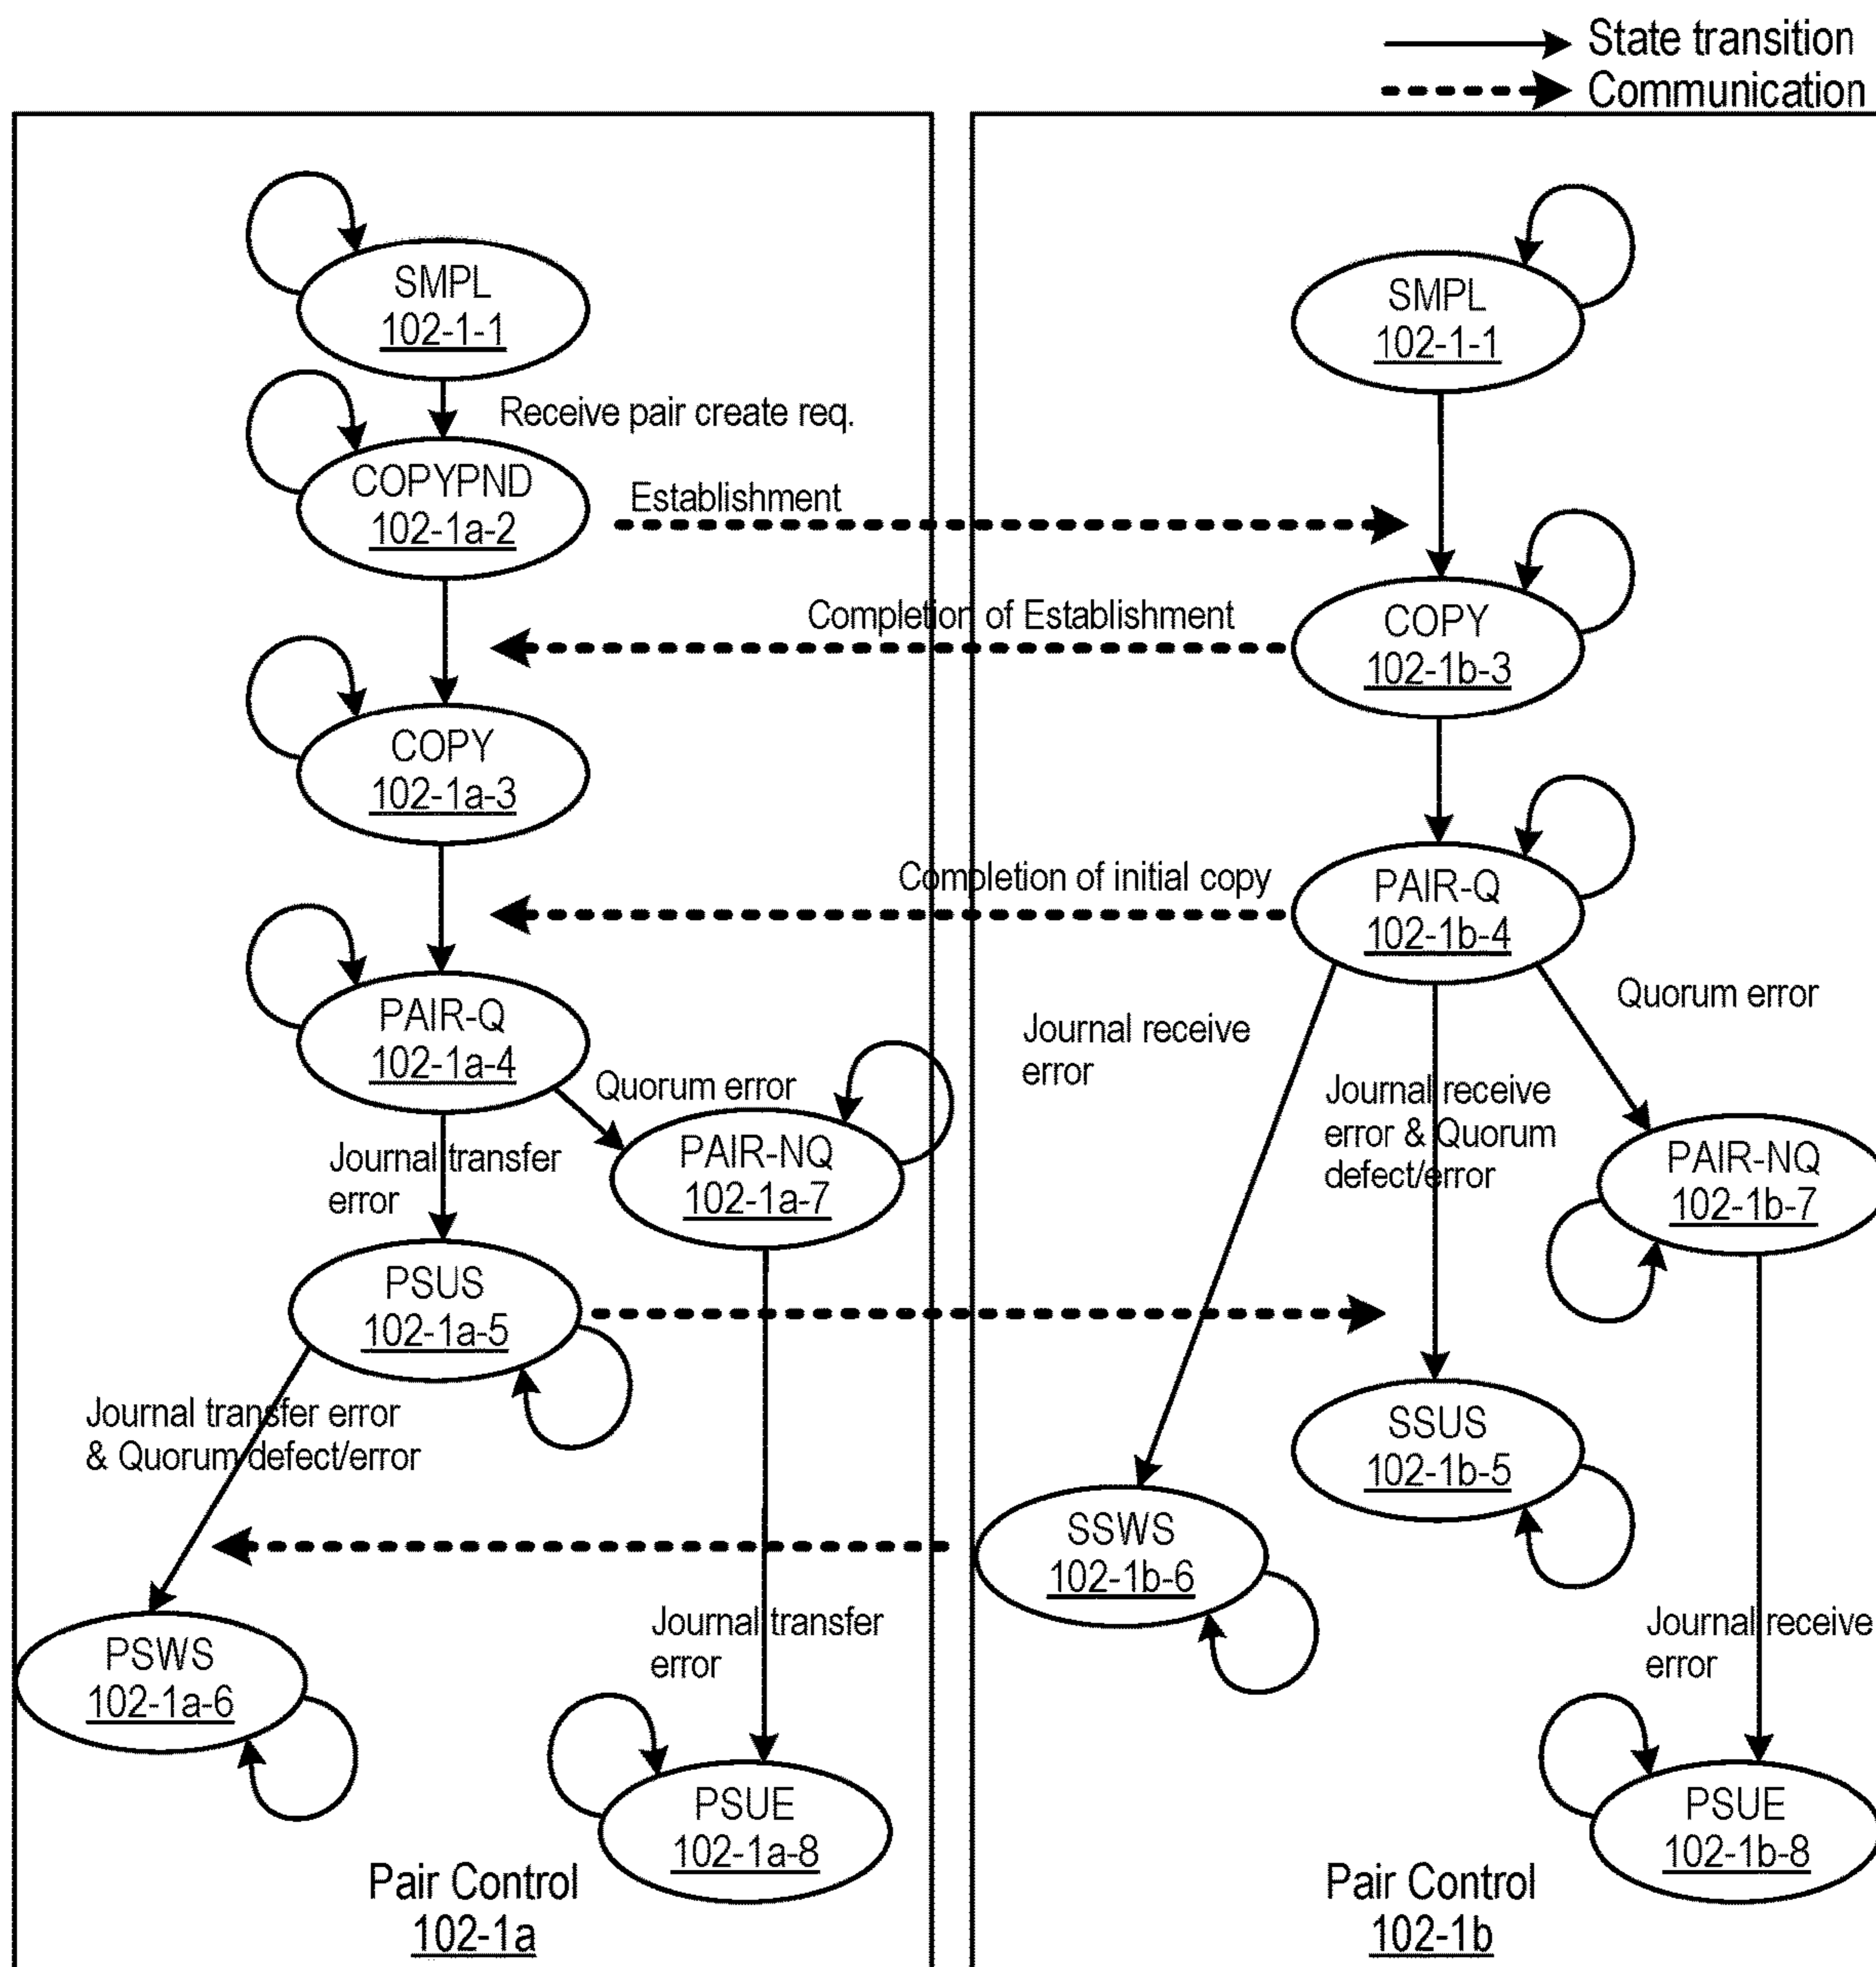 State transition
Communication
SMPL
102-1-1
Receive pair create req.
COPYPND
102-1a-2
Establishment
Completion of Establishment
COPY
102-1a-3
Completion of initial copy
PAIR-Q
102-1a-4
Quorum error
Journal transfer
error
PAIR-NQ
102-1a-7
PSUS
102-1a-5
Journal transfer error
& Quorum defect/error
PSWS
102-1a-6
Journal transfer
error
PSUE
102-1a-8
Pair Control
102-1a
SMPL
102-1-1
COPY
102-1b-3
PAIR-Q
102-1b-4
Quorum error
Journal receive
error
Journal receive
error & Quorum
defect/error
PAIR-NQ
102-1b-7
SSUS
102-1b-5
SSWS
102-1b-6
Journal receive
error
PSUE
102-1b-8
Pair Control
102-1b